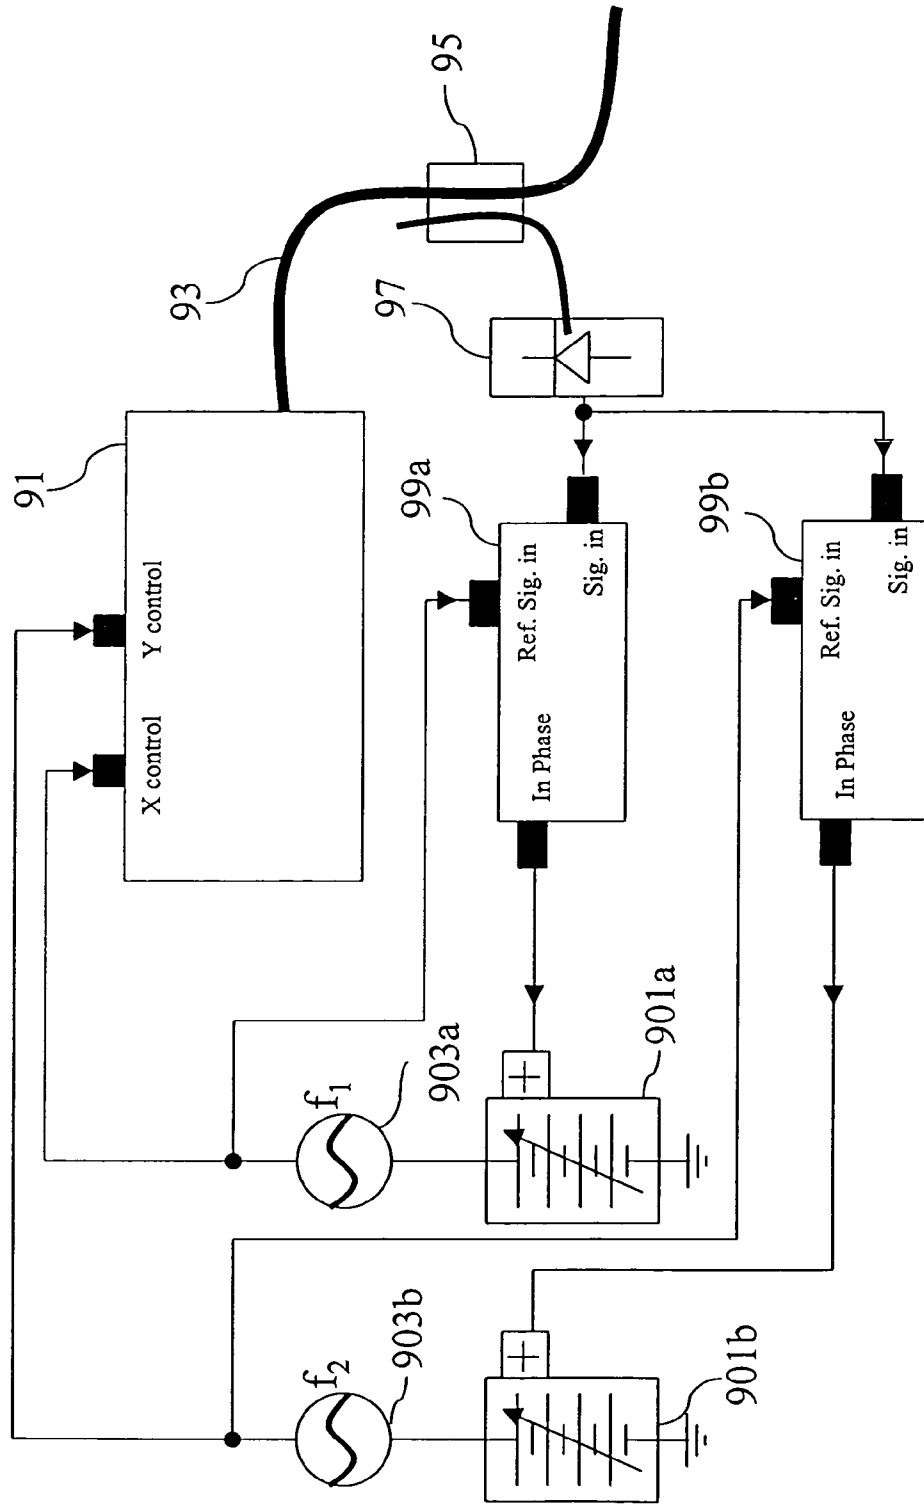 95
93
97
91
Y control
X control
99a
Ref. Sig. in
Sig. in
In Phase
99b
Ref. Sig. in
Sig. in
In Phase
f1
903a
+
901a
f2
903b
+
901b